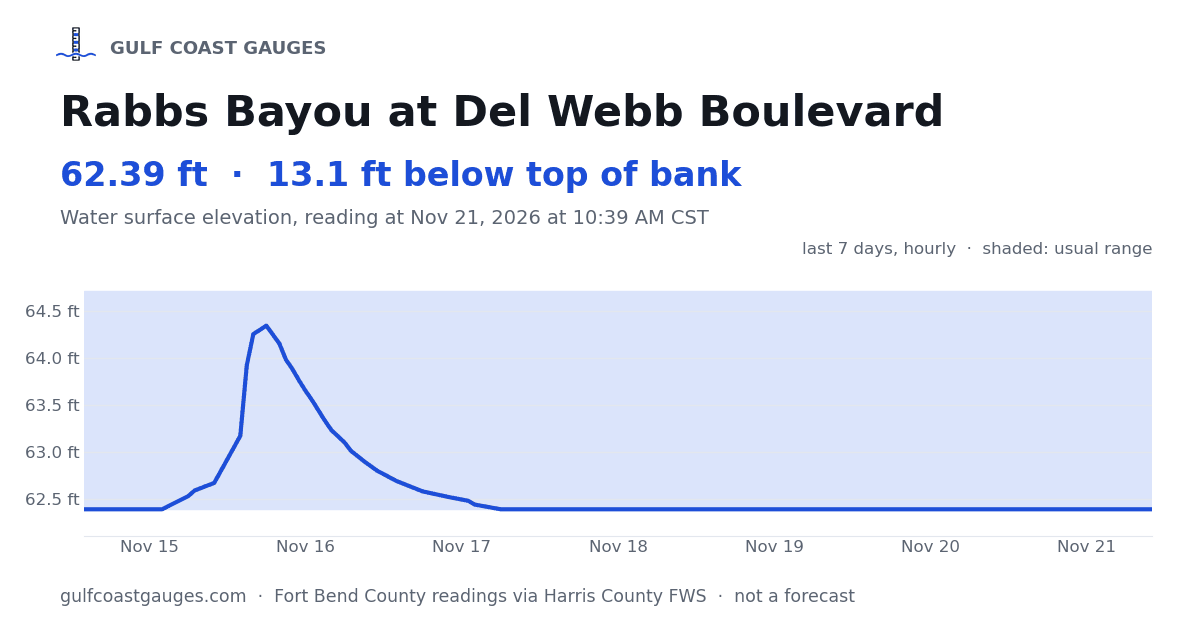 GULF COAST GAUGES
Rabbs Bayou at Del Webb Boulevard
62.39 ft · 13.1 ft below top of bank
Water surface elevation, reading at Nov 21, 2026 at 10:39 AM CST
last 7 days, hourly · shaded: usual range
64.5 ft
64.0 ft
63.5 ft
63.0 ft
62.5 ft
Nov 15 Nov 16 Nov 17 Nov 18 Nov 19 Nov 20 Nov 21
gulfcoastgauges.com · Fort Bend County readings via Harris County FWS · not a forecast